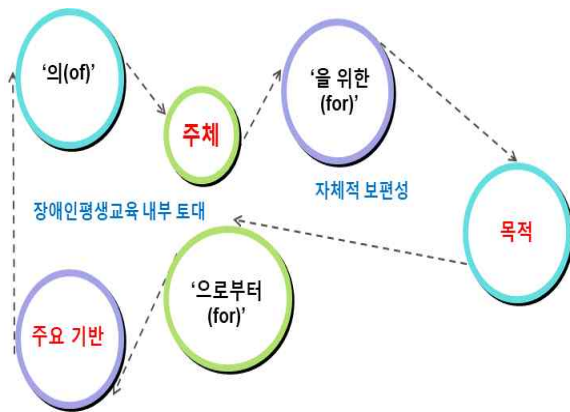 ‘의(of)’
주체
‘을 위한
(for)’
장애인평생교육 내부 토대
자체적 보편성
목적
‘으로부터
(for)’
주요 기반